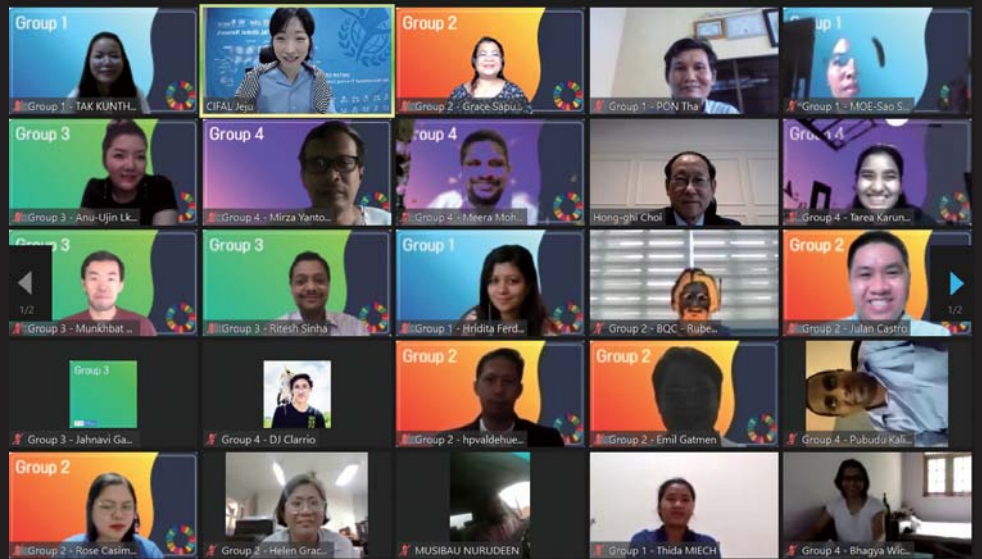 Group 1
Group 1 - TAK KUNTH...
CIFAL Jeju
Group 2
Group 2 - Grace Sapu...
Group 1 - PON Tha
Group 1
Group 1 - MOE-Sao S...
Group 3
Group 3 - Anu-Ujin Lk...
Group 4
Group 4 - Mirza Yanto...
roup 4
Group 4 - Meera Moh...
Hong-ghi Choi
Group 4 - Tarea Karun...
3
Group 3 - Munkhbat ...
Group 3
Group 3 - Ritesh Sinha
Group 1
Group 1 - Hridita Ferd...
Group 2 - BQC - Rube...
Group 2
Group 2 - Julan Castro
1/2
1/2
Group 3
Group 3 - Jahnavi Ga...
Group 4 - DJ Clarrio
Group 2
Group 2 - hpvaldehue...
Group 2
Group 2 - Emil Gatmen
Group 4 - Pubudu Kali...
Group 2
Group 2 - Rose Casim...
Group 2 - Helen Grac...
MUSIBAU NURUDEEN
Group 1 - Thida MIECH
Group 4 - Bhagya Wic...